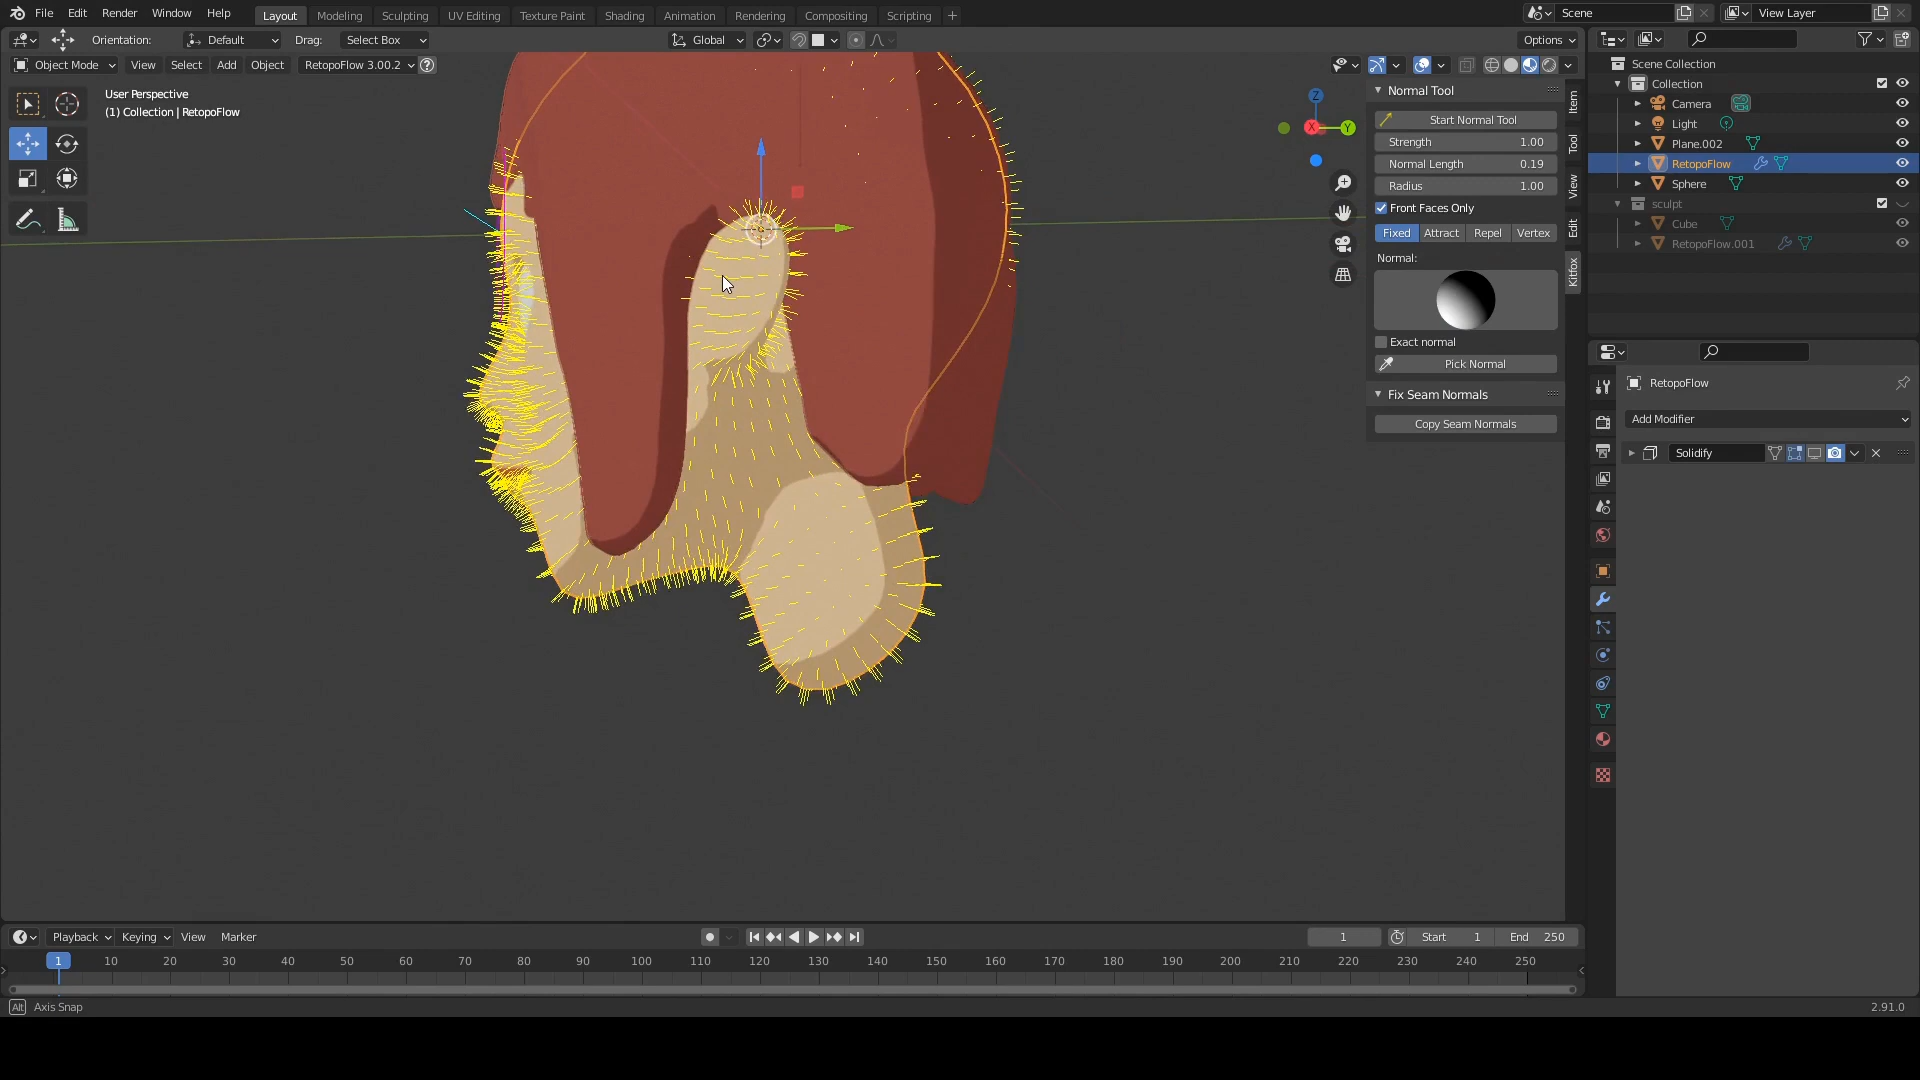 File Edit Render Window Help Layout Modeling Sculpting UV Editing Texture Paint Shading Animation Rendering Compositing Scripting + Scene View Layer
Orientation: Default Drag: Select Box Global Options
Object Mode View Select Add Object RetopoFlow 3.00.2
User Perspective
(1) Collection | RetopoFlow
Z
X
Y
Normal Tool
Start Normal Tool
Strength 1.00
Normal Length 0.19
Radius 1.00
Front Faces Only
Fixed Attract Repel Vertex
Normal:
Exact normal
Pick Normal
Fix Seam Normals
Copy Seam Normals
Item
Tool
View
Edit
Kitfox
Scene Collection
Collection
Camera
Light
Plane.002
RetopoFlow
Sphere
sculpt
Cube
RetopoFlow.001
RetopoFlow
Add Modifier
Solidify
Playback Keying View Marker 1 Start 1 End 250
1 10 20 30 40 50 60 70 80 90 100 110 120 130 140 150 160 170 180 190 200 210 220 230 240 250
Alt Axis Snap 2.91.0